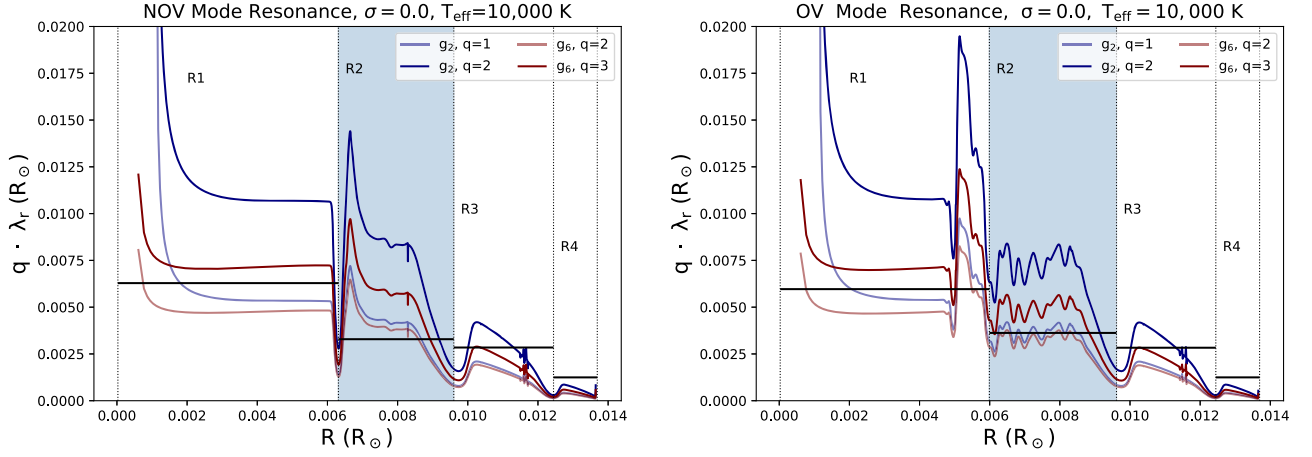 NOV Mode Resonance, σ = 0.0, T_eff=10,000 K
0.0200
0.0175
0.0150
0.0125
0.0100
0.0075
0.0050
0.0025
0.0000
q · λ_r (R_⊙)
R1
R2
R3
R4
g₂, q=1
g₂, q=2
g₆, q=2
g₆, q=3
0.000
0.002
0.004
0.006
0.008
0.010
0.012
0.014
R (R_⊙)
OV Mode Resonance, σ = 0.0, T_eff = 10,000 K
0.0200
0.0175
0.0150
0.0125
0.0100
0.0075
0.0050
0.0025
0.0000
q · λ_r (R_⊙)
R1
R2
R3
R4
g₂, q=1
g₂, q=2
g₆, q=2
g₆, q=3
0.000
0.002
0.004
0.006
0.008
0.010
0.012
0.014
R (R_⊙)